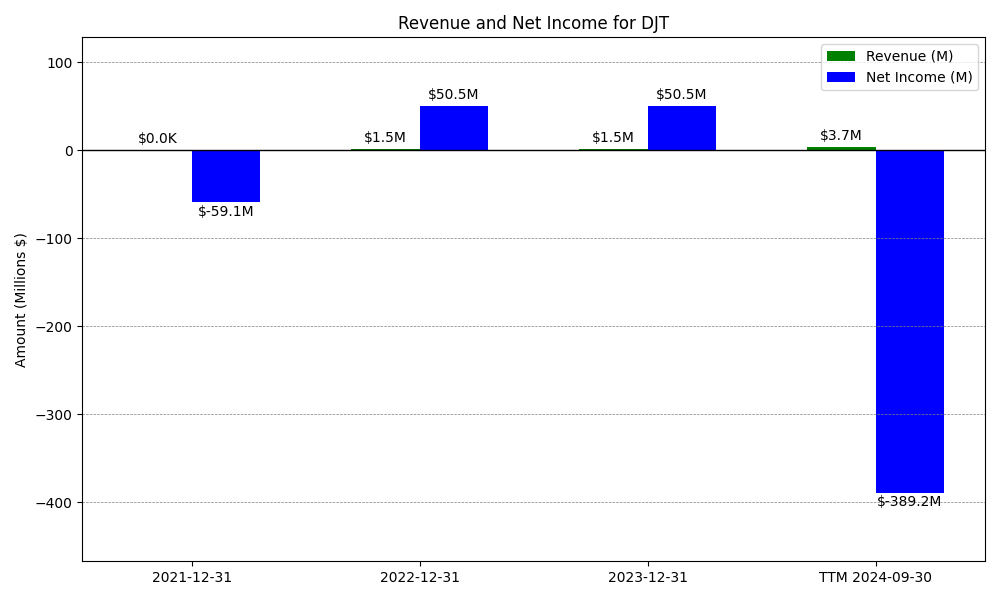 Revenue and Net Income for DJT
Revenue (M)
Net Income (M)
Amount (Millions $)
100
0
−100
−200
−300
−400
$0.0K
$-59.1M
$1.5M
$50.5M
$1.5M
$50.5M
$3.7M
$-389.2M
2021-12-31
2022-12-31
2023-12-31
TTM 2024-09-30